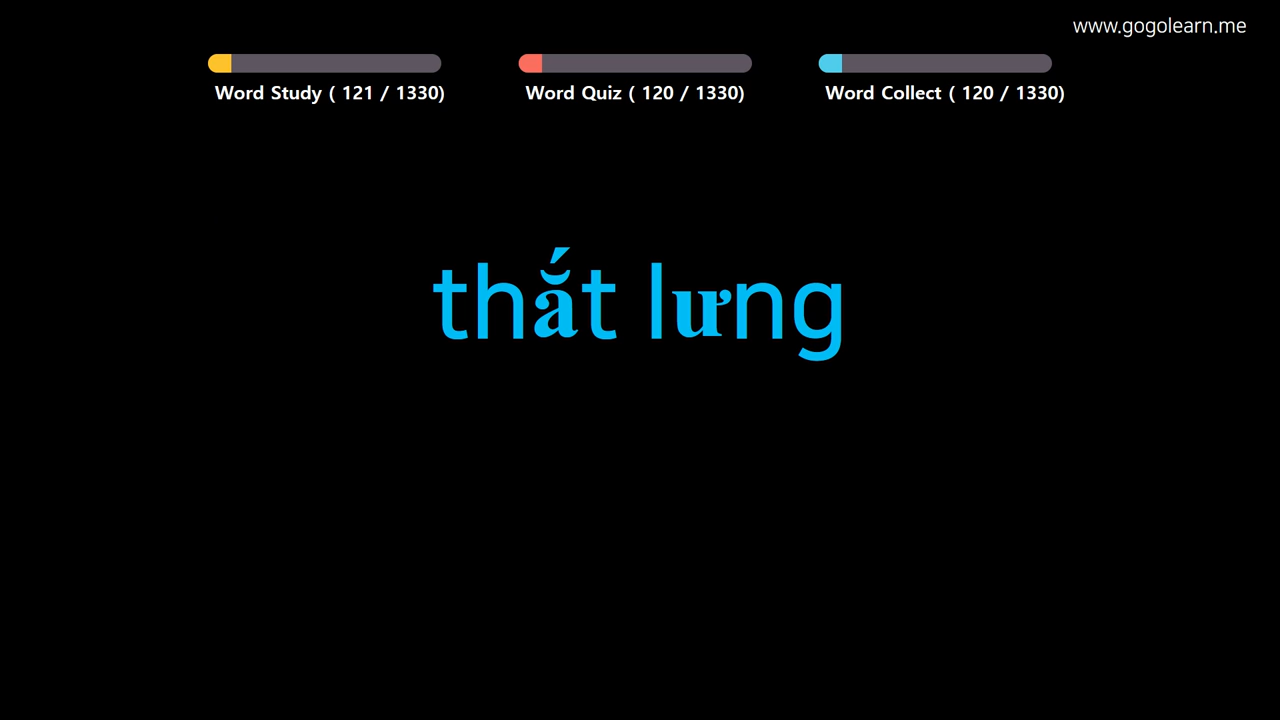 www.gogolearn.me
Word Study ( 121 / 1330)
Word Quiz ( 120 / 1330)
Word Collect ( 120 / 1330)
thắt lưng